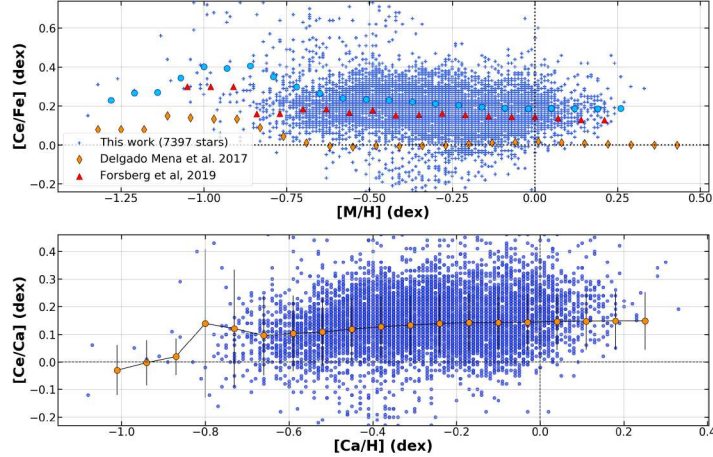 [Ce/Fe] (dex)
0.6
0.4
0.2
0.0
−0.2
This work (7397 stars)
Delgado Mena et al. 2017
Forsberg et al, 2019
−1.25 −1.00 −0.75 −0.50 −0.25 0.00 0.25 0.50
[M/H] (dex)
[Ce/Ca] (dex)
0.4
0.3
0.2
0.1
0.0
−0.1
−0.2
−1.0 −0.8 −0.6 −0.4 −0.2 0.0 0.2 0.4
[Ca/H] (dex)